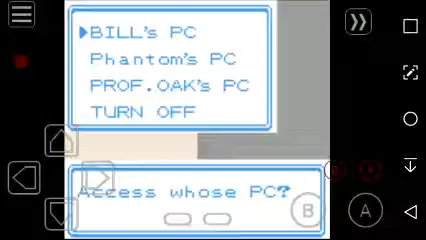 BILL's PC
Phantom's PC
PROF.OAK's PC
TURN OFF
Access whose PC?
B
A